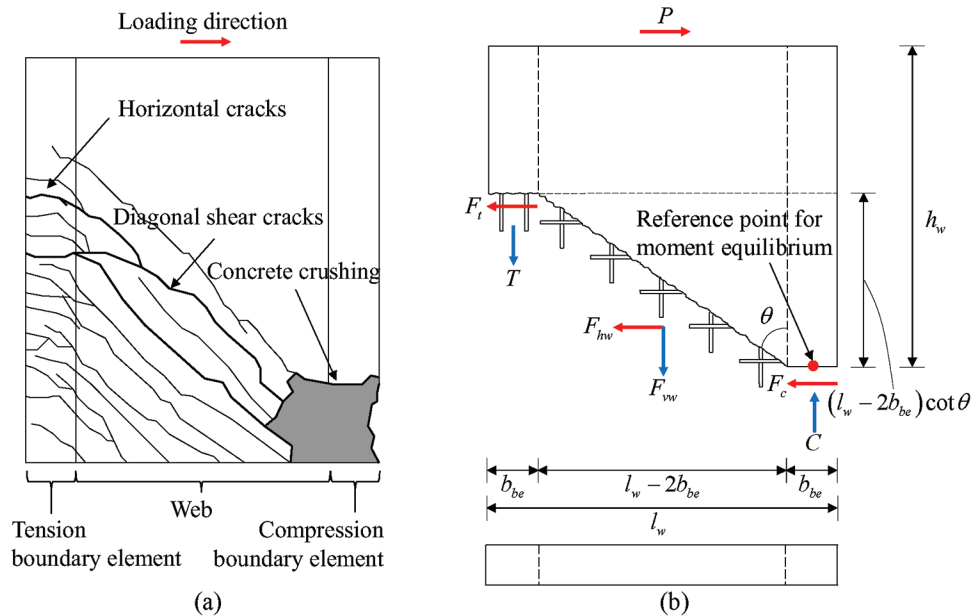 Loading direction
Horizontal cracks
Diagonal shear cracks
Concrete crushing
Web
Tension
boundary element
Compression
boundary element
(a)
P
F_t
T
Reference point for
moment equilibrium
h_w
θ
F_hw
F_vw
F_c
C
(l_w − 2b_be) cot θ
b_be
l_w − 2b_be
b_be
l_w
(b)